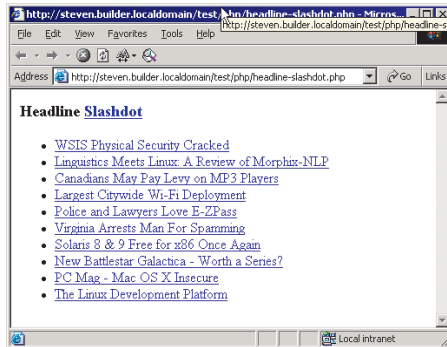 http://steven.builder.localdomain/test/php/headline-slashdot.php - Micros...
http://steven.builder.localdomain/test/php/headline-s
File Edit View Favorites Tools Help
Address http://steven.builder.localdomain/test/php/headline-slashdot.php Go Links
Headline Slashdot
WSIS Physical Security Cracked
Linguistics Meets Linux: A Review of Morphix-NLP
Canadians May Pay Levy on MP3 Players
Largest Citywide Wi-Fi Deployment
Police and Lawyers Love E-ZPass
Virginia Arrests Man For Spamming
Solaris 8 & 9 Free for x86 Once Again
New Battlestar Galactica - Worth a Series?
PC Mag - Mac OS X Insecure
The Linux Development Platform
Local intranet